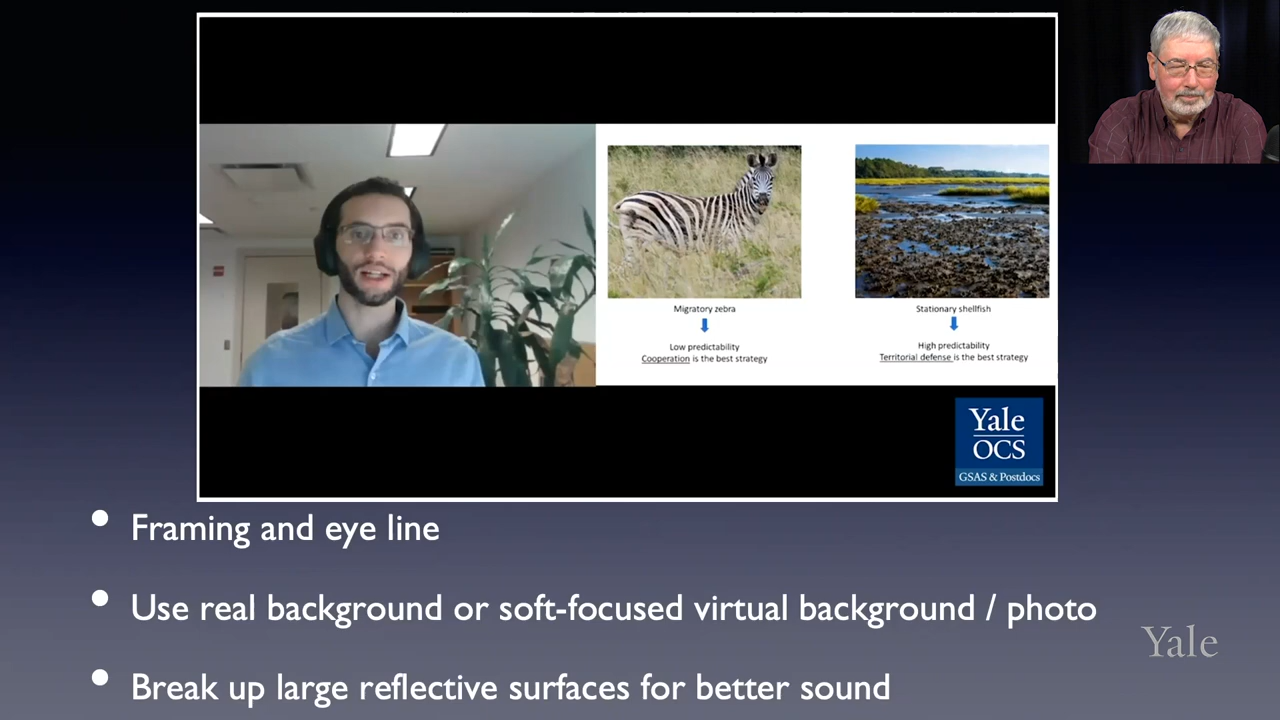 Migratory zebra
Low predictability
Cooperation is the best strategy
Stationary shellfish
High predictability
Territorial defense is the best strategy
Yale
OCS
GSAS & Postdocs
• Framing and eye line
• Use real background or soft-focused virtual background / photo
• Break up large reflective surfaces for better sound
Yale